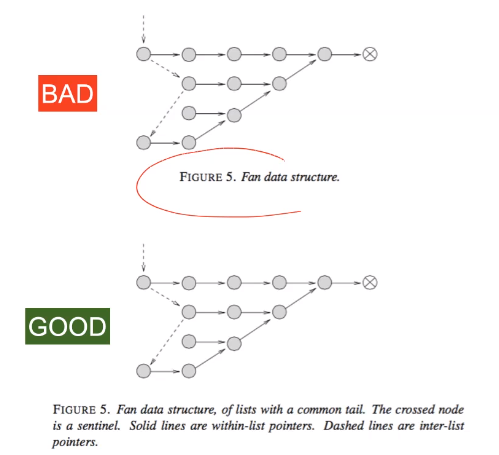 BAD
FIGURE 5. Fan data structure.
GOOD
FIGURE 5. Fan data structure, of lists with a common tail. The crossed node
is a sentinel. Solid lines are within-list pointers. Dashed lines are inter-list
pointers.